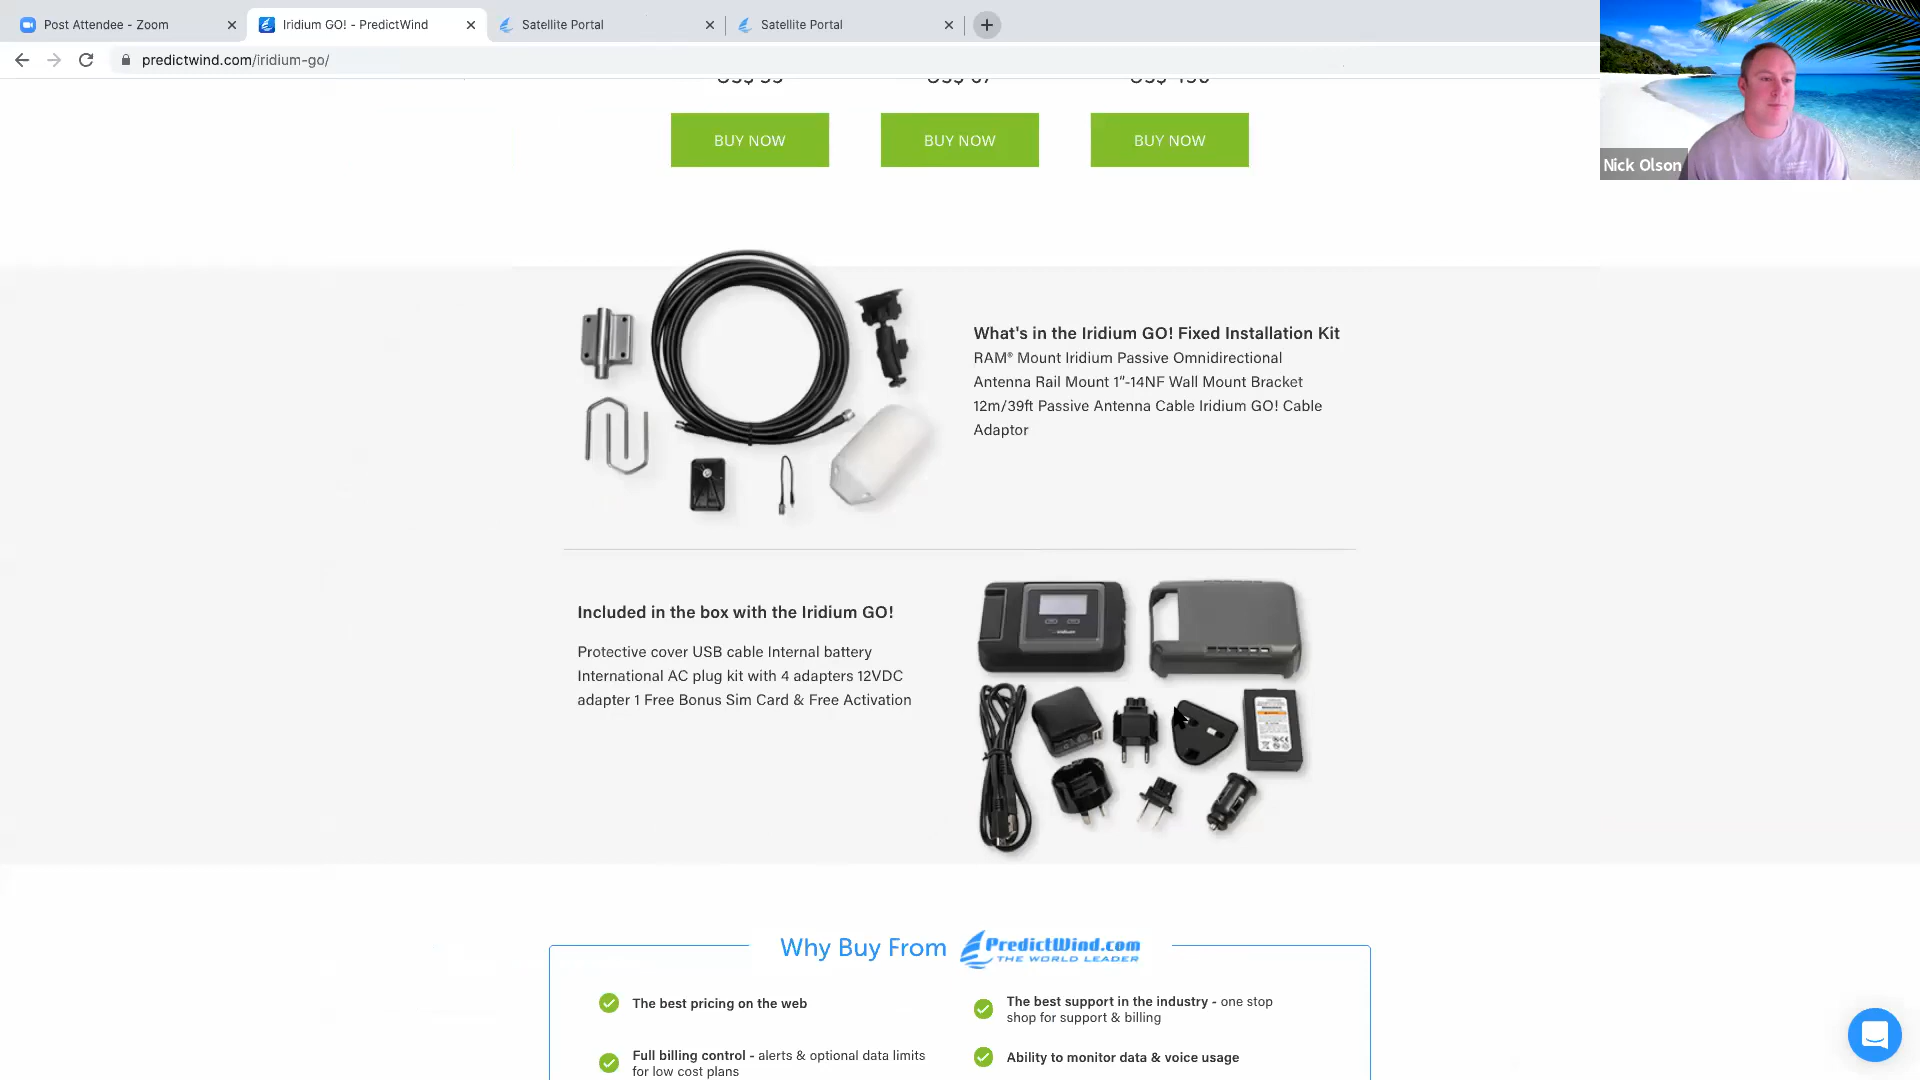 Post Attendee - Zoom
Iridium GO! - PredictWind
Satellite Portal
Satellite Portal
predictwind.com/iridium-go/
Nick Olson
BUY NOW
BUY NOW
BUY NOW
What's in the Iridium GO! Fixed Installation Kit
RAM® Mount Iridium Passive Omnidirectional
Antenna Rail Mount 1"-14NF Wall Mount Bracket
12m/39ft Passive Antenna Cable Iridium GO! Cable
Adaptor
Included in the box with the Iridium GO!
Protective cover USB cable Internal battery
International AC plug kit with 4 adapters 12VDC
adapter 1 Free Bonus Sim Card & Free Activation
Why Buy From PredictWind.com
THE WORLD LEADER
The best pricing on the web
The best support in the industry - one stop
shop for support & billing
Full billing control - alerts & optional data limits
for low cost plans
Ability to monitor data & voice usage